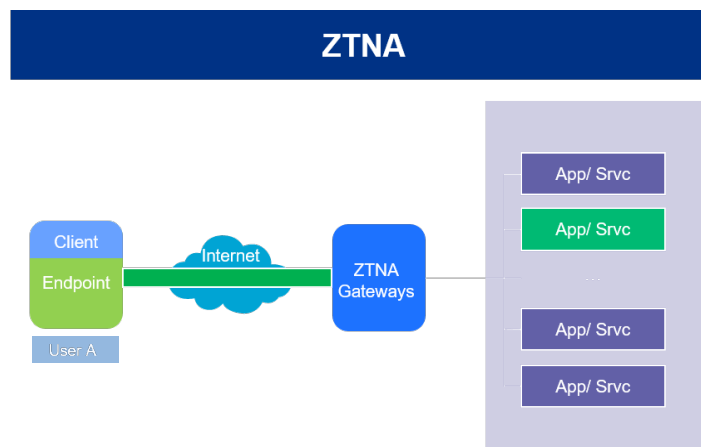 ZTNA
App/ Srvc
App/ Srvc
Client
Internet
Endpoint
ZTNA
Gateways
...
App/ Srvc
User A
App/ Srvc